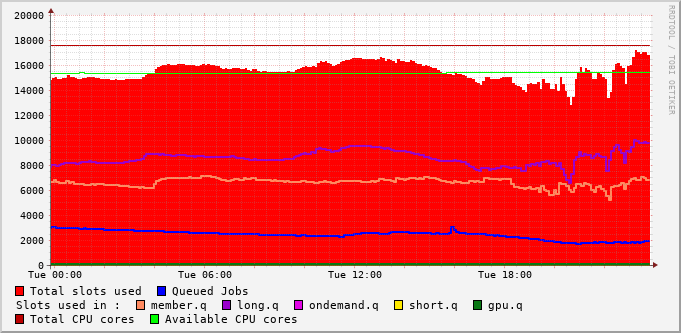 20000
18000
16000
14000
12000
10000
8000
6000
4000
2000
0
Tue 00:00 Tue 06:00 Tue 12:00 Tue 18:00
Total slots used Queued Jobs
Slots used in : member.q long.q ondemand.q short.q gpu.q
Total CPU cores Available CPU cores
RRDTOOL / TOBI OETIKER